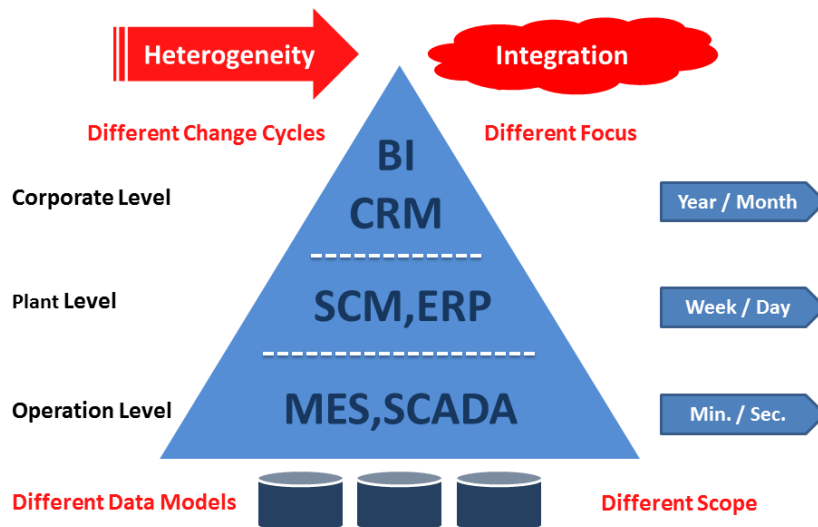 Heterogeneity
Integration
Different Change Cycles
Different Focus
BI
CRM
Corporate Level
Year / Month
Plant Level
SCM,ERP
Week / Day
Operation Level
MES,SCADA
Min. / Sec.
Different Data Models
Different Scope